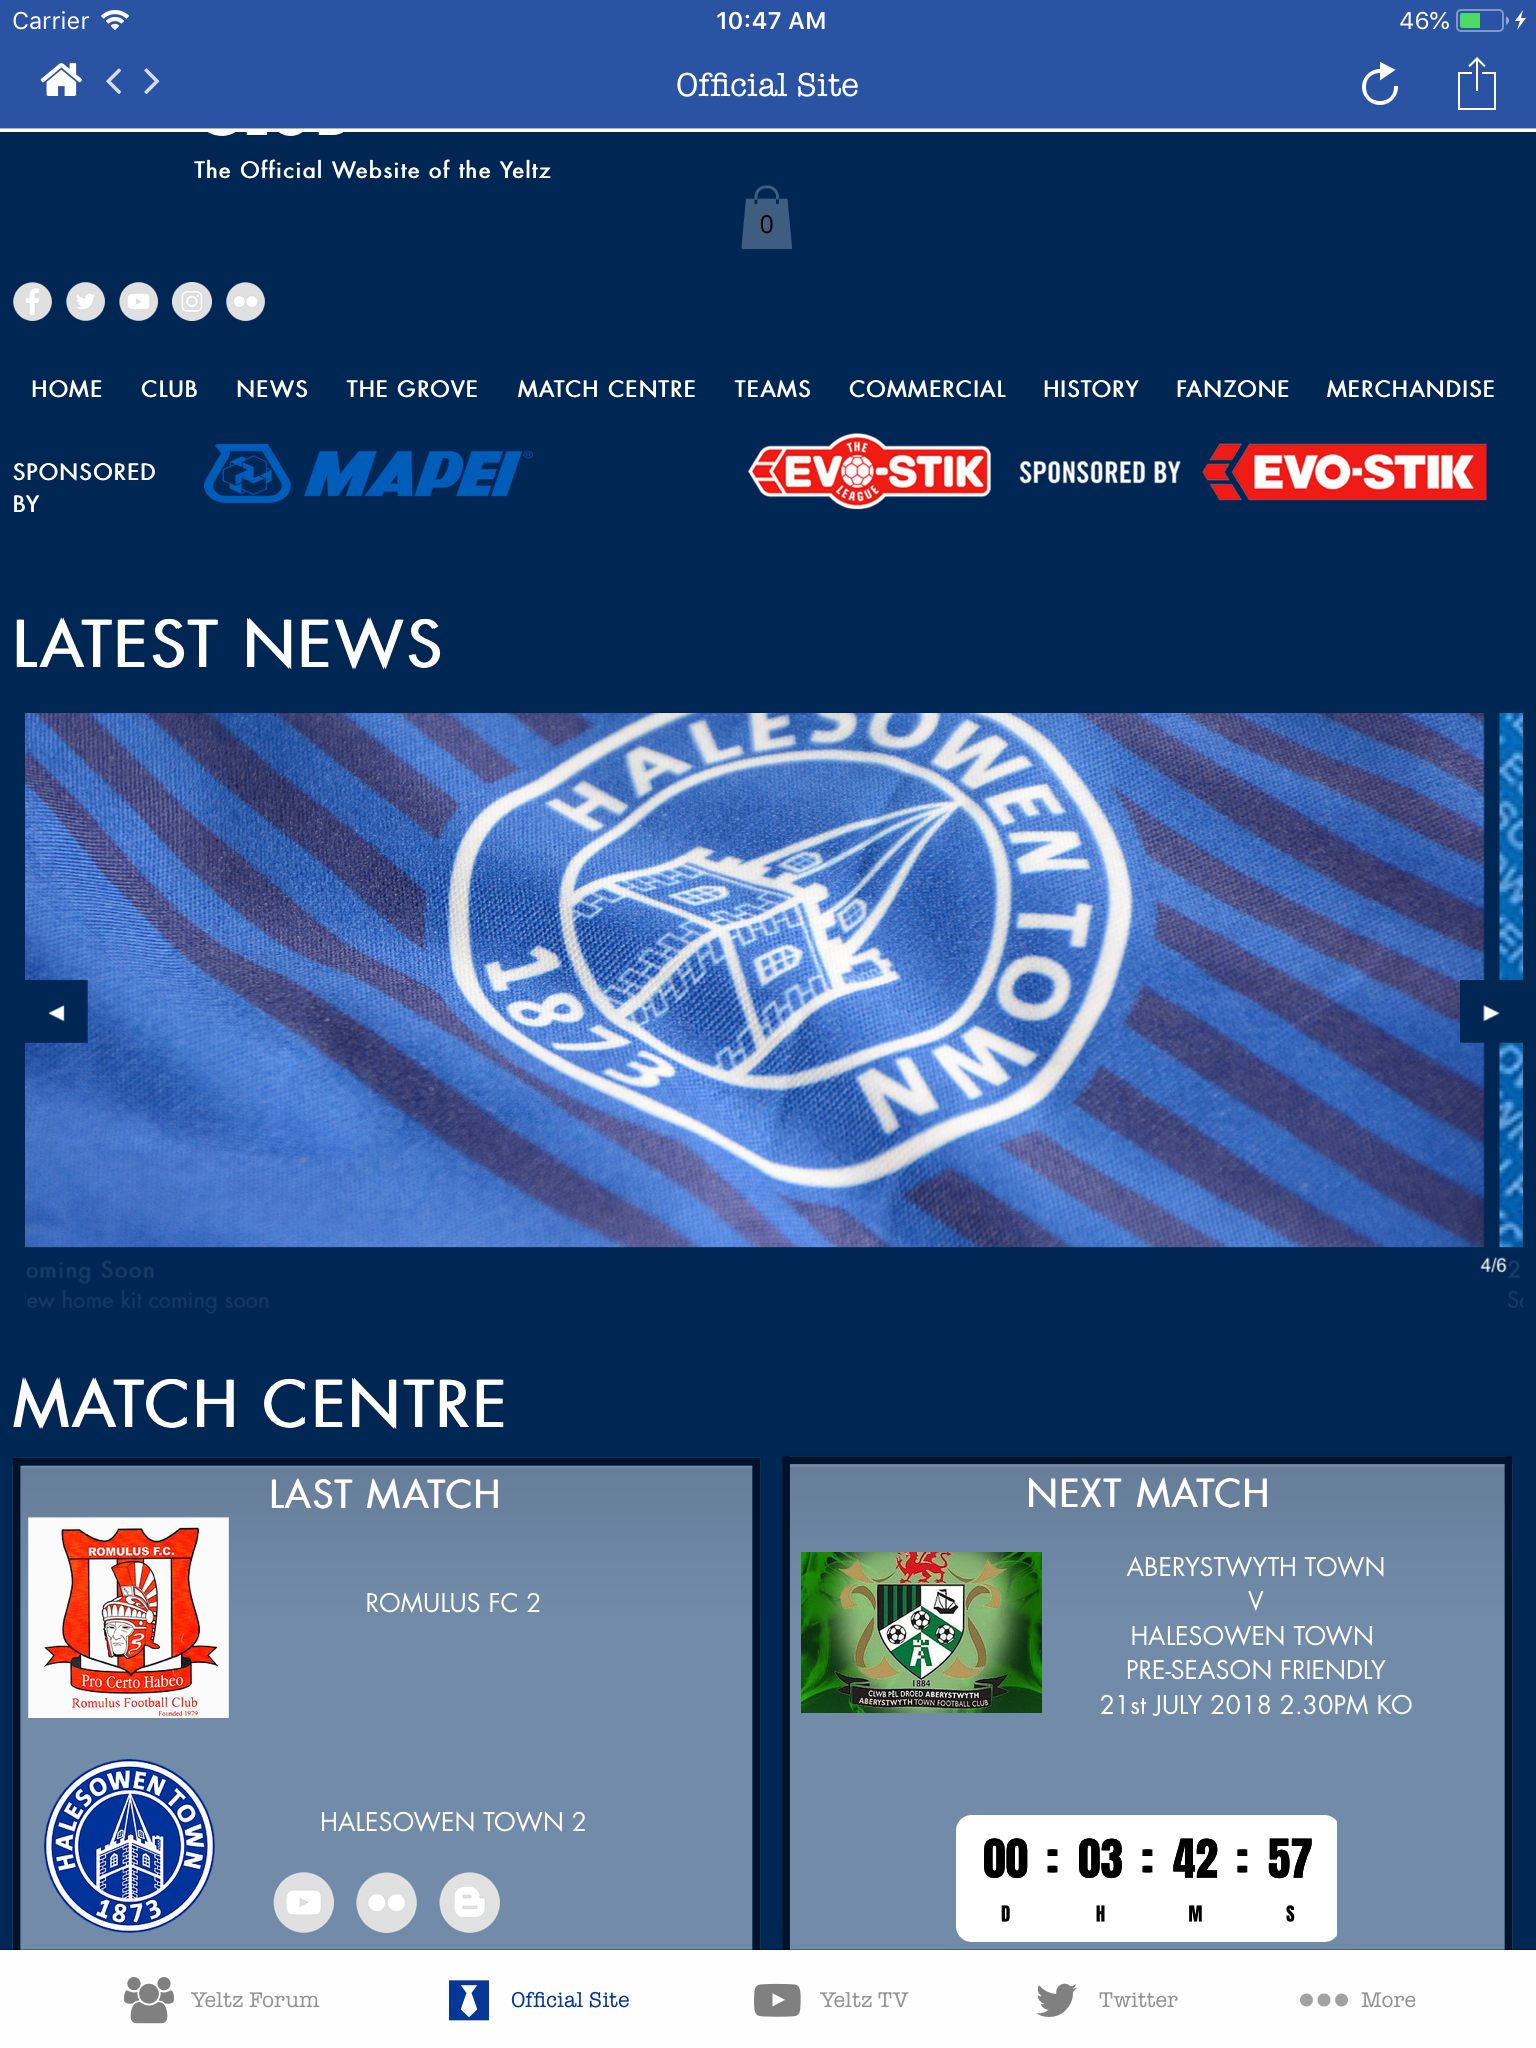 Carrier 10:47 AM 46%
Official Site
The Official Website of the Yeltz
0
HOME CLUB NEWS THE GROVE MATCH CENTRE TEAMS COMMERCIAL HISTORY FANZONE MERCHANDISE
SPONSORED
BY
MAPEI
THE
EVO-STIK
LEAGUE
SPONSORED BY
EVO-STIK
LATEST NEWS
HALESOWEN TOWN
1873
oming Soon
4/6
ew home kit coming soon
MATCH CENTRE
LAST MATCH
ROMULUS F.C.
Pro Certo Habeo
Romulus Football Club
Founded 1979
ROMULUS FC 2
HALESOWEN TOWN
1873
HALESOWEN TOWN 2
NEXT MATCH
1884
CLWB PÊL DROED ABERYSTWYTH
ABERYSTWYTH TOWN FOOTBALL CLUB
ABERYSTWYTH TOWN
V
HALESOWEN TOWN
PRE-SEASON FRIENDLY
21st JULY 2018 2.30PM KO
00 : 03 : 42 : 57
D H M S
Yeltz Forum Official Site Yeltz TV Twitter More